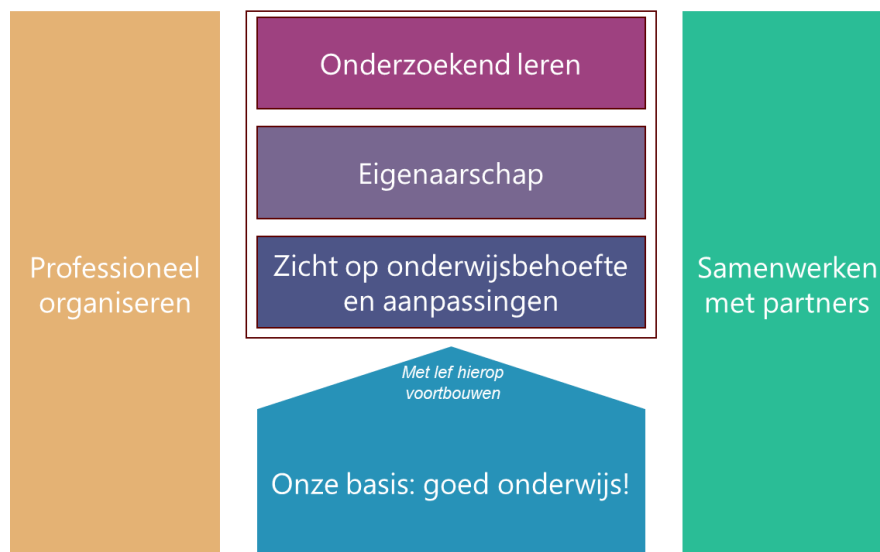 Professioneel
organiseren
Onderzoekend leren
Eigenaarschap
Zicht op onderwijsbehoefte
en aanpassingen
Met lef hierop
voortbouwen
Onze basis: goed onderwijs!
Samenwerken
met partners